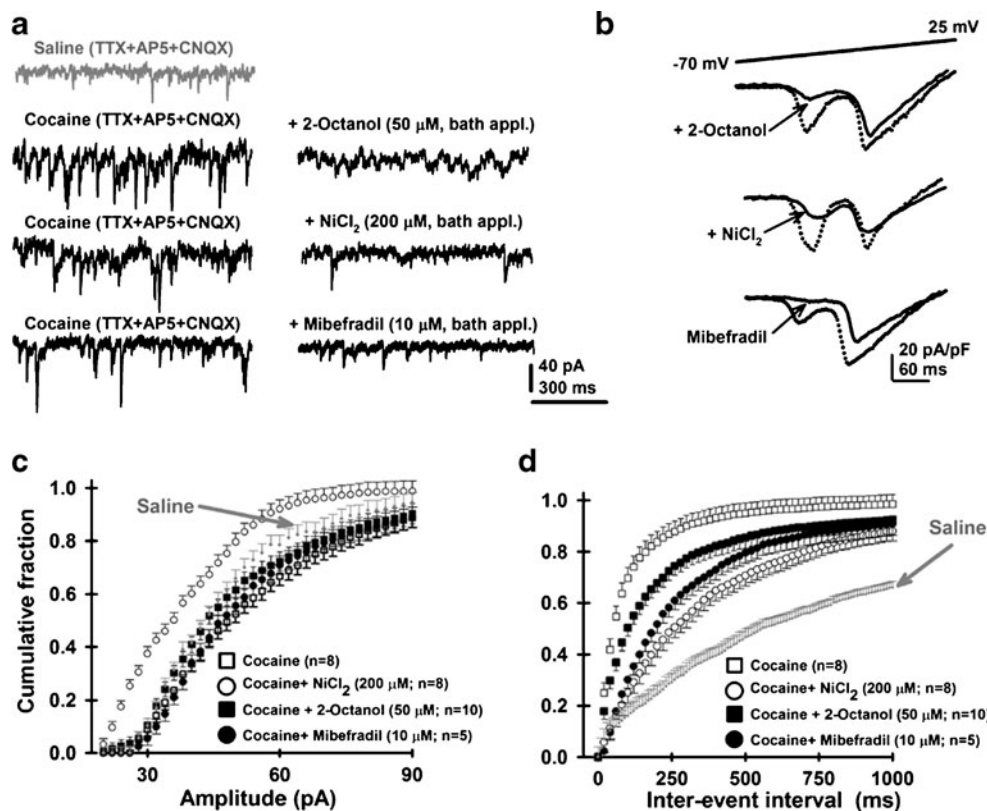 a
Saline (TTX+AP5+CNQX)
Cocaine (TTX+AP5+CNQX)
+ 2-Octanol (50 µM, bath appl.)
Cocaine (TTX+AP5+CNQX)
+ NiCl₂ (200 µM, bath appl.)
Cocaine (TTX+AP5+CNQX)
+ Mibefradil (10 µM, bath appl.)
40 pA
300 ms
b
25 mV
-70 mV
+ 2-Octanol
+ NiCl₂
Mibefradil
20 pA/pF
60 ms
c
Cumulative fraction
1.0
0.8
0.6
0.4
0.2
0.0
Saline
Cocaine (n=8)
Cocaine+ NiCl₂ (200 µM; n=8)
Cocaine + 2-Octanol (50 µM; n=10)
Cocaine+ Mibefradil (10 µM; n=5)
30 60 90
Amplitude (pA)
d
1.0
0.8
0.6
0.4
0.2
0.0
Saline
Cocaine (n=8)
Cocaine+ NiCl₂ (200 µM; n=8)
Cocaine + 2-Octanol (50 µM; n=10)
Cocaine+ Mibefradil (10 µM; n=5)
0 250 500 750 1000
Inter-event interval (ms)